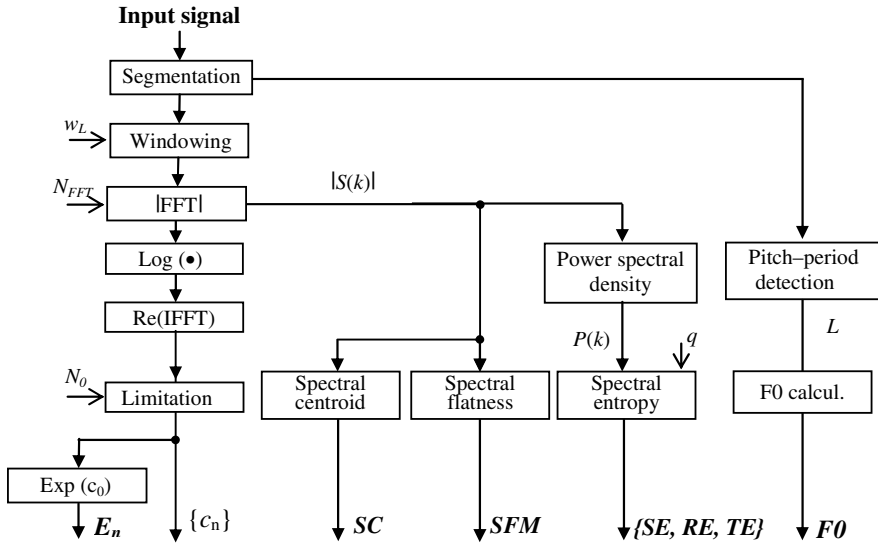 Input signal
Segmentation
w_L
Windowing
N_FFT
|FFT|
|S(k)|
Log (•)
Power spectral
density
Pitch–period
detection
Re(IFFT)
P(k)
q
L
N_0
Limitation
Spectral
centroid
Spectral
flatness
Spectral
entropy
F0 calcul.
Exp (c_0)
E_n
{c_n}
SC
SFM
{SE, RE, TE}
F0